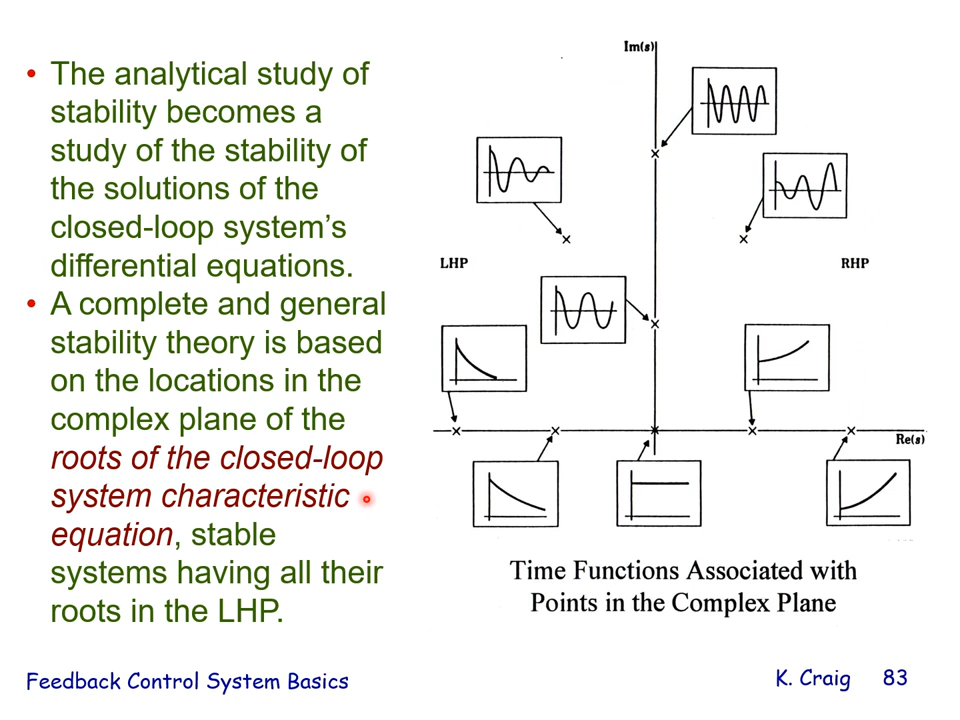 • The analytical study of
stability becomes a
study of the stability of
the solutions of the
closed-loop system’s
differential equations.
• A complete and general
stability theory is based
on the locations in the
complex plane of the
roots of the closed-loop
system characteristic
equation, stable
systems having all their
roots in the LHP.
Im(s)
LHP
RHP
Re(s)
Time Functions Associated with
Points in the Complex Plane
Feedback Control System Basics
K. Craig 83